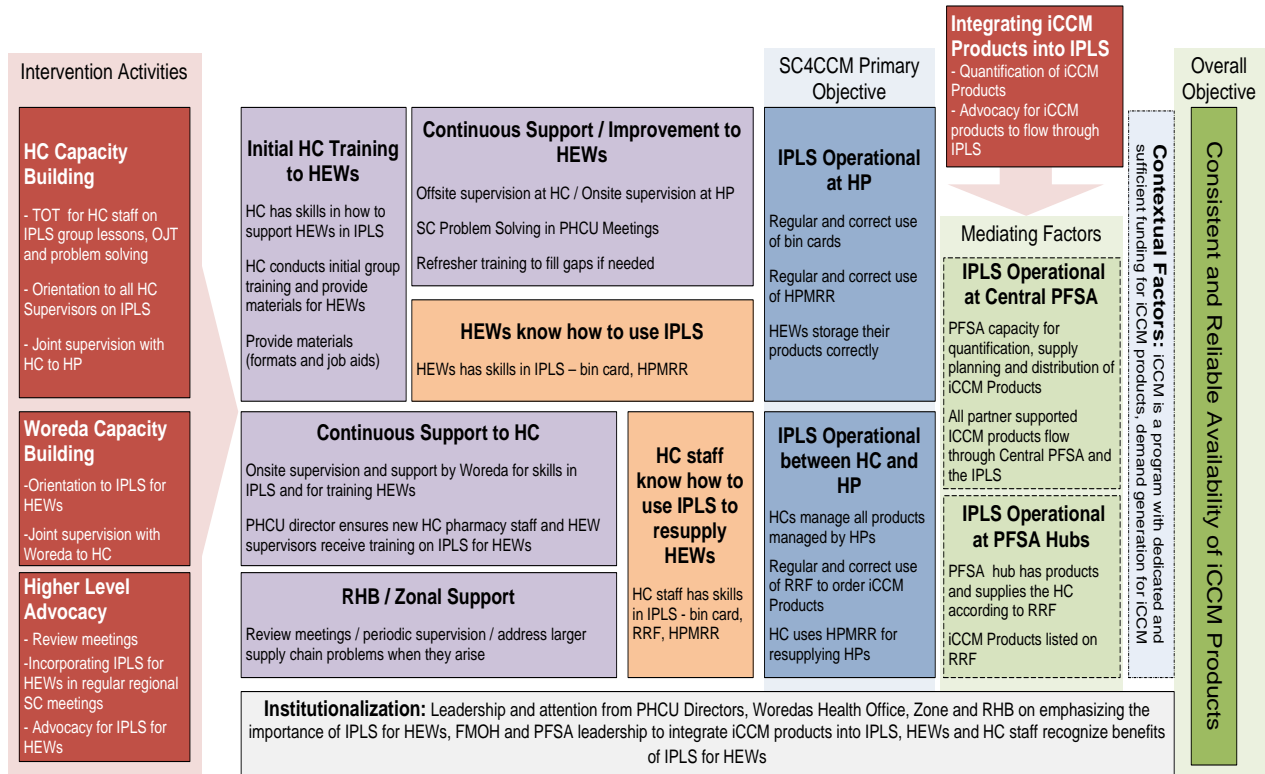 Intervention Activities
HC Capacity
Building
- TOT for HC staff on
IPLS group lessons, OJT
and problem solving
- Orientation to all HC
Supervisors on IPLS
- Joint supervision with
HC to HP
Woreda Capacity
Building
-Orientation to IPLS for
HEWs
-Joint supervision with
Woreda to HC
Higher Level
Advocacy
- Review meetings
-Incorporating IPLS for
HEWs in regular regional
SC meetings
- Advocacy for IPLS for
HEWs
Initial HC Training
to HEWs
HC has skills in how to
support HEWs in IPLS
HC conducts initial group
training and provide
materials for HEWs
Provide materials
(formats and job aids)
Continuous Support / Improvement to
HEWs
Offsite supervision at HC / Onsite supervision at HP
SC Problem Solving in PHCU Meetings
Refresher training to fill gaps if needed
HEWs know how to use IPLS
HEWs has skills in IPLS – bin card, HPMRR
Continuous Support to HC
Onsite supervision and support by Woreda for skills in
IPLS and for training HEWs
PHCU director ensures new HC pharmacy staff and HEW
supervisors receive training on IPLS for HEWs
RHB / Zonal Support
Review meetings / periodic supervision / address larger
supply chain problems when they arise
HC staff
know how to
use IPLS to
resupply
HEWs
HC staff has skills
in IPLS - bin card,
RRF, HPMRR
SC4CCM Primary
Objective
IPLS Operational
at HP
Regular and correct use
of bin cards
Regular and correct use
of HPMRR
HEWs storage their
products correctly
IPLS Operational
between HC and
HP
HCs manage all products
managed by HPs
Regular and correct use
of RRF to order iCCM
Products
HC uses HPMRR for
resupplying HPs
Integrating iCCM
Products into IPLS
- Quantification of iCCM
Products
- Advocacy for iCCM
products to flow through
IPLS
Mediating Factors
IPLS Operational
at Central PFSA
PFSA capacity for
quantification, supply
planning and distribution of
iCCM Products
All partner supported
ICCM products flow
through Central PFSA and
the IPLS
IPLS Operational
at PFSA Hubs
PFSA hub has products
and supplies the HC
according to RRF
iCCM Products listed on
RRF
Contextual Factors: iCCM is a program with dedicated and
sufficient funding for iCCM products, demand generation for iCCM
Overall
Objective
Consistent and Reliable Availability of iCCM Products
Institutionalization: Leadership and attention from PHCU Directors, Woredas Health Office, Zone and RHB on emphasizing the
importance of IPLS for HEWs, FMOH and PFSA leadership to integrate iCCM products into IPLS, HEWs and HC staff recognize benefits
of IPLS for HEWs